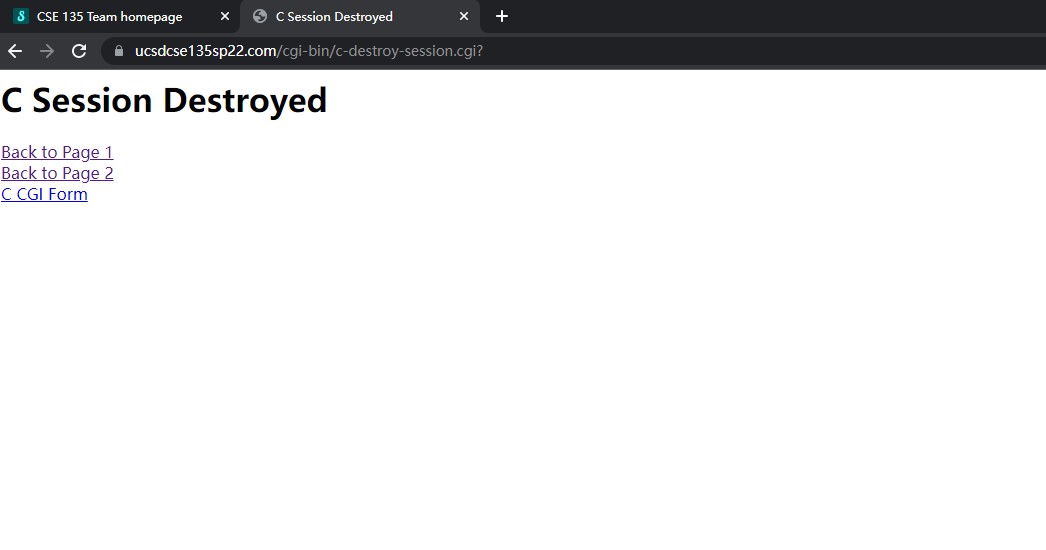 CSE 135 Team homepage
C Session Destroyed
ucsdcse135sp22.com/cgi-bin/c-destroy-session.cgi?
C Session Destroyed
Back to Page 1
Back to Page 2
C CGI Form